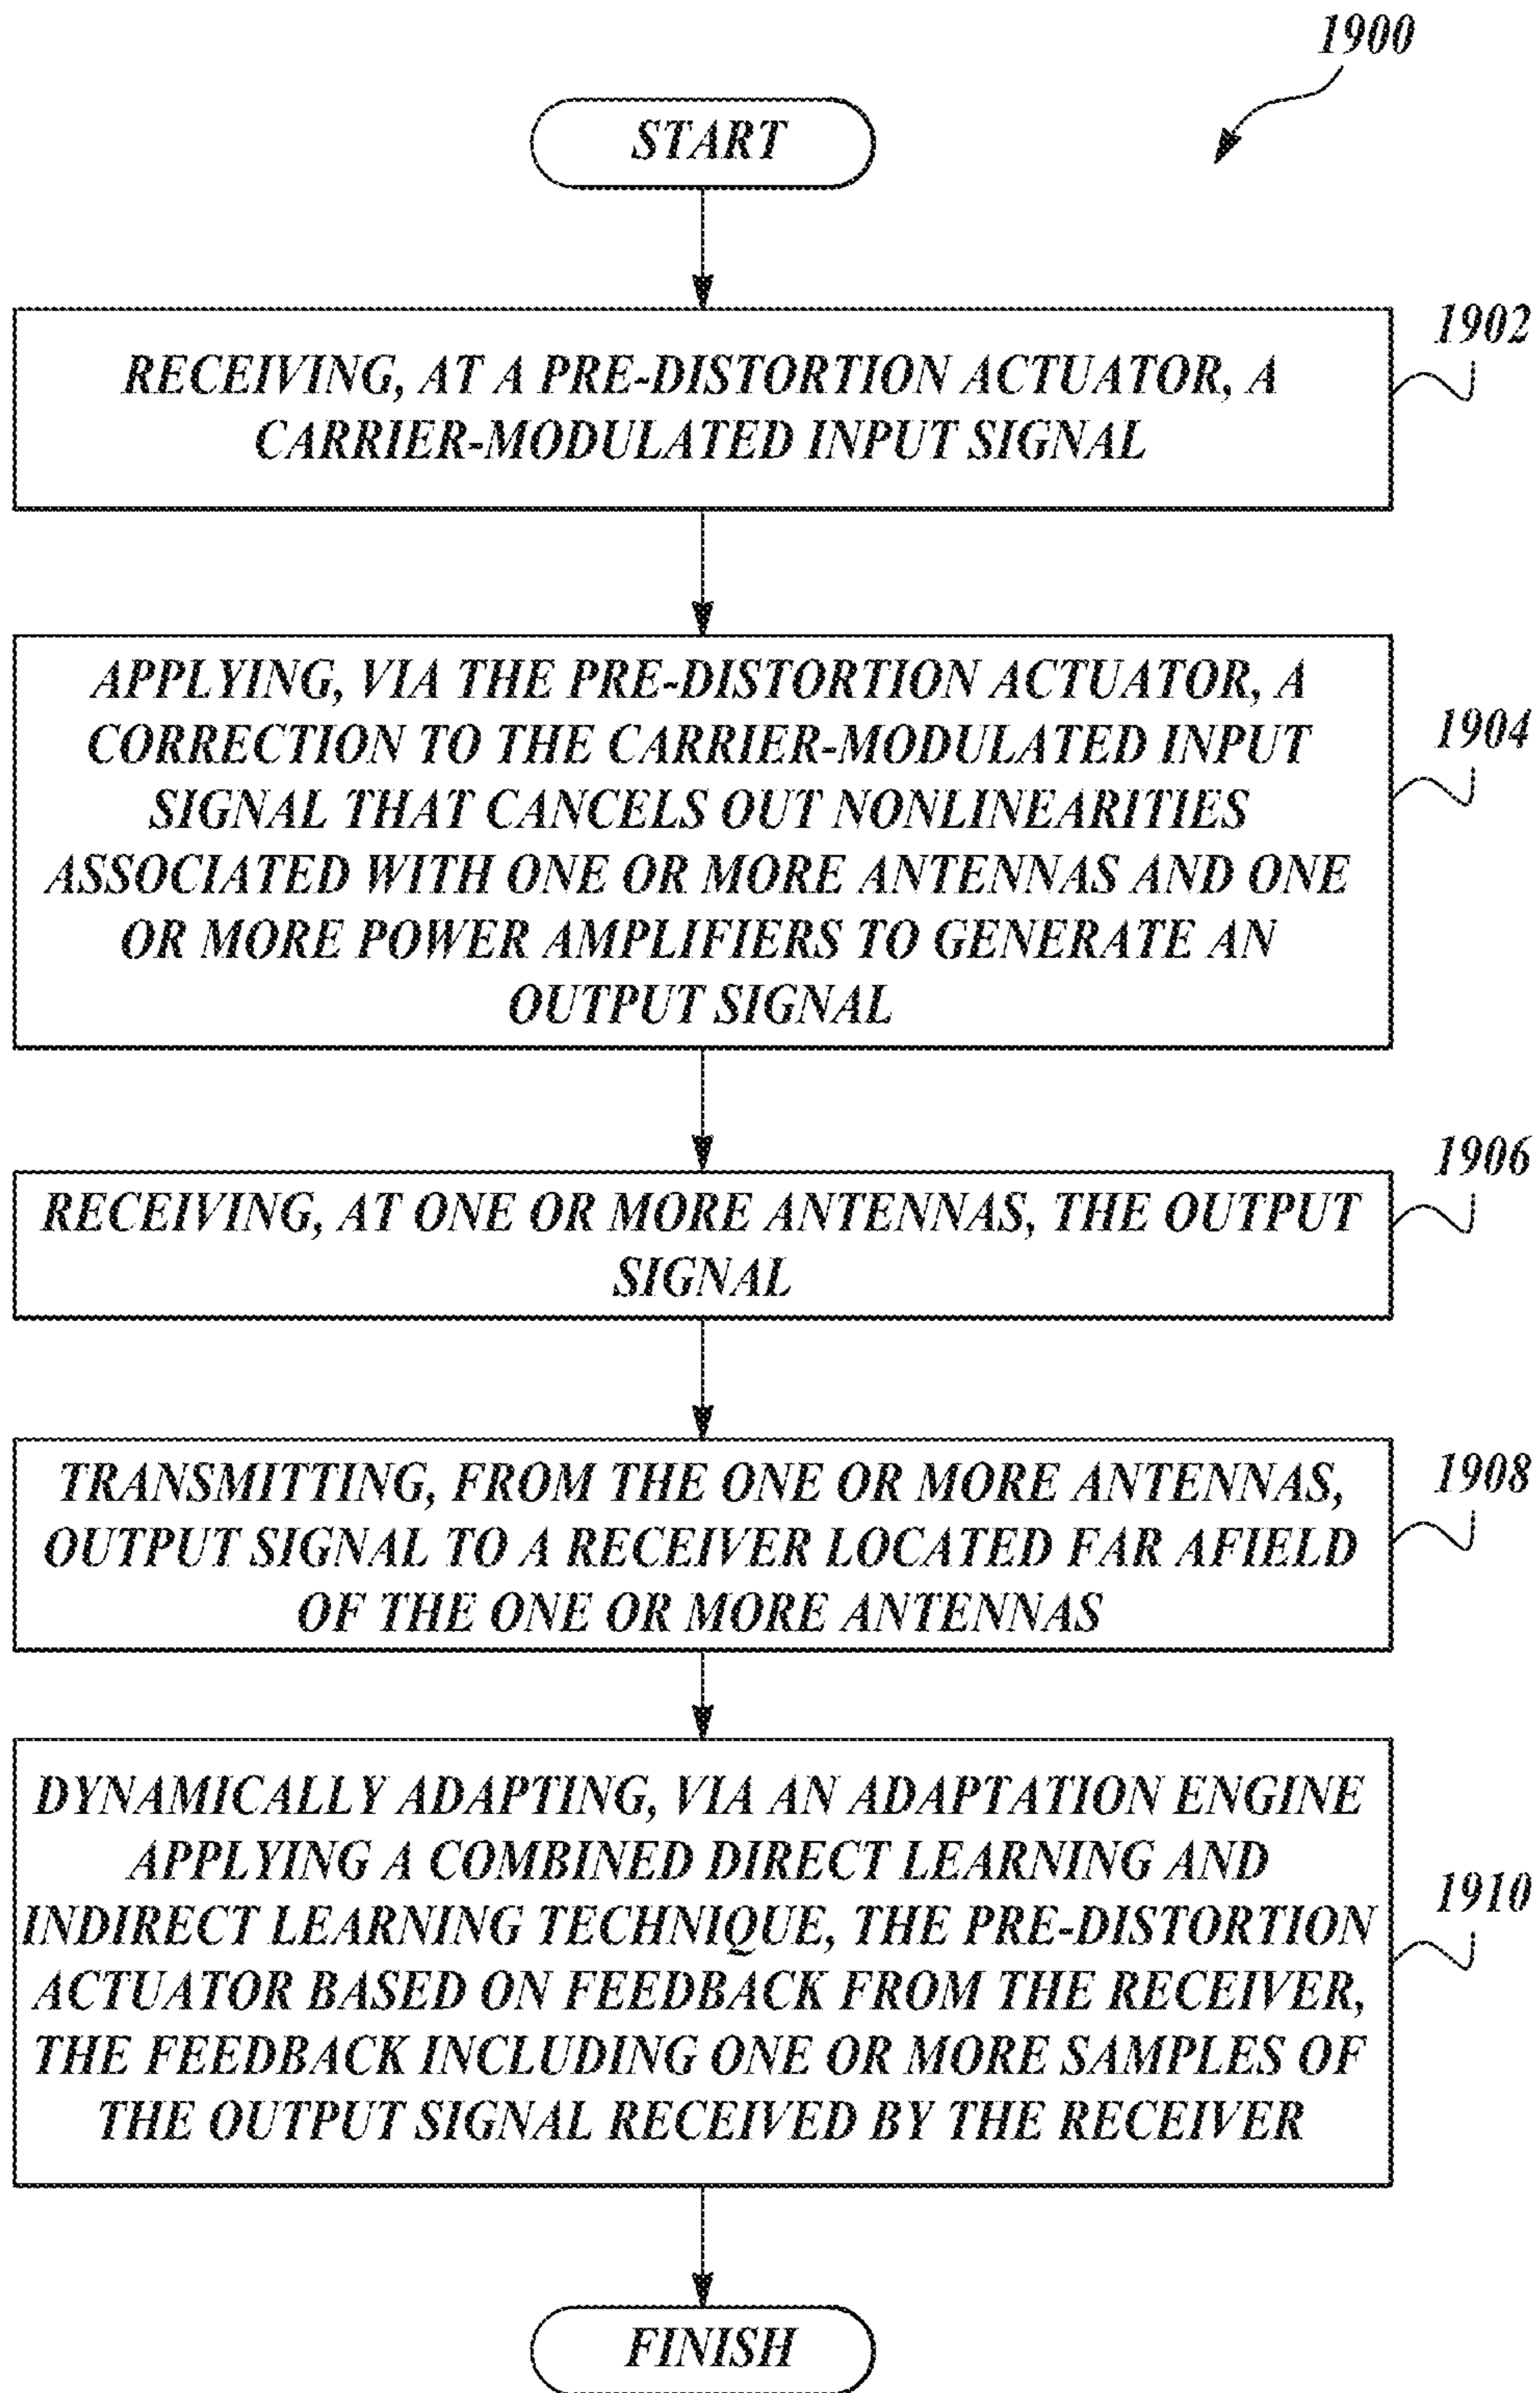 1900
START
1902
RECEIVING, AT A PRE-DISTORTION ACTUATOR, A
CARRIER-MODULATED INPUT SIGNAL
1904
APPLYING, VIA THE PRE-DISTORTION ACTUATOR, A
CORRECTION TO THE CARRIER-MODULATED INPUT
SIGNAL THAT CANCELS OUT NONLINEARITIES
ASSOCIATED WITH ONE OR MORE ANTENNAS AND ONE
OR MORE POWER AMPLIFIERS TO GENERATE AN
OUTPUT SIGNAL
1906
RECEIVING, AT ONE OR MORE ANTENNAS, THE OUTPUT
SIGNAL
1908
TRANSMITTING, FROM THE ONE OR MORE ANTENNAS,
OUTPUT SIGNAL TO A RECEIVER LOCATED FAR AFIELD
OF THE ONE OR MORE ANTENNAS
1910
DYNAMICALLY ADAPTING, VIA AN ADAPTATION ENGINE
APPLYING A COMBINED DIRECT LEARNING AND
INDIRECT LEARNING TECHNIQUE, THE PRE-DISTORTION
ACTUATOR BASED ON FEEDBACK FROM THE RECEIVER,
THE FEEDBACK INCLUDING ONE OR MORE SAMPLES OF
THE OUTPUT SIGNAL RECEIVED BY THE RECEIVER
FINISH